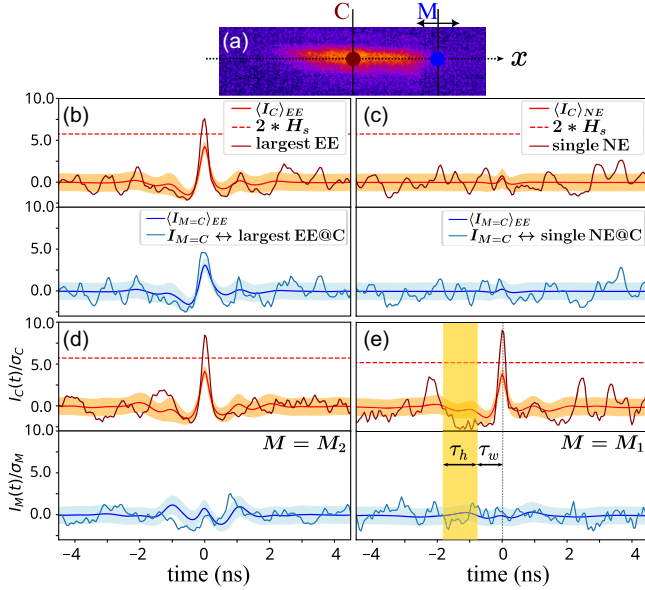 C
M
(a)
x
(b)
⟨I_C⟩_EE
2 * H_s
largest EE
(c)
⟨I_C⟩_NE
2 * H_s
single NE
10.0
5.0
0.0
⟨I_{M=C}⟩_EE
I_{M=C} ↔ largest EE@C
⟨I_{M=C}⟩_EE
I_{M=C} ↔ single NE@C
5.0
0.0
(d)
(e)
10.0
5.0
0.0
I_C(t)/σ_C
M = M_2
τ_h
τ_w
M = M_1
10.0
5.0
0.0
I_M(t)/σ_M
−4 −2 0 2 4
−4 −2 0 2 4
time (ns)
time (ns)